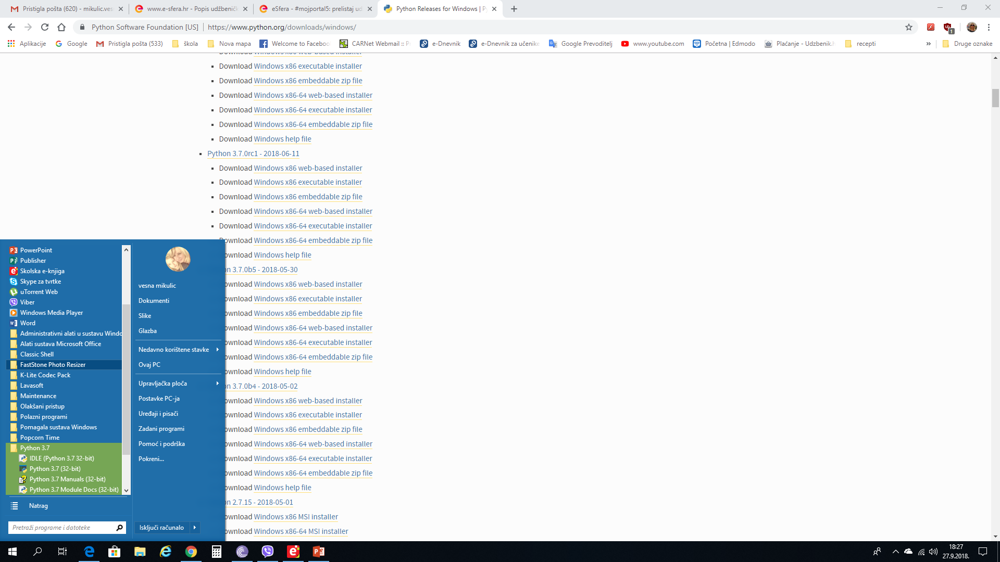 Pristigla pošta (620) - mikulic.ves
www.e-sfera.hr - Popis udžbenič
eSfera - #mojportal5: prelistaj ud
Python Releases for Windows | Py
Python Software Foundation [US] https://www.python.org/downloads/windows/
1
Aplikacije
Google
Pristigla pošta (533)
škola
Nova mapa
Welcome to Faceboo
CARNet Webmail :: P
e-Dnevnik
e-Dnevnik za učenike
Google Prevoditelj
www.youtube.com
Početna | Edmodo
Plaćanje - Udzbenik.h
recepti
»
Druge oznake
Download Windows x86 web-based installer
Download Windows x86 executable installer
Download Windows x86 embeddable zip file
Download Windows x86-64 web-based installer
Download Windows x86-64 executable installer
Download Windows x86-64 embeddable zip file
Download Windows help file
Python 3.7.0rc1 - 2018-06-11
Download Windows x86 web-based installer
Download Windows x86 executable installer
Download Windows x86 embeddable zip file
Download Windows x86-64 web-based installer
Download Windows x86-64 executable installer
Download Windows x86-64 embeddable zip file
ownload Windows help file
on 3.7.0b5 - 2018-05-30
ownload Windows x86 web-based installer
ownload Windows x86 executable installer
ownload Windows x86 embeddable zip file
ownload Windows x86-64 web-based installer
ownload Windows x86-64 executable installer
ownload Windows x86-64 embeddable zip file
ownload Windows help file
on 3.7.0b4 - 2018-05-02
ownload Windows x86 web-based installer
ownload Windows x86 executable installer
ownload Windows x86 embeddable zip file
ownload Windows x86-64 web-based installer
ownload Windows x86-64 executable installer
ownload Windows x86-64 embeddable zip file
ownload Windows help file
on 2.7.15 - 2018-05-01
ownload Windows x86 MSI installer
ownload Windows x86-64 MSI installer
PowerPoint
Publisher
Skolska e-knjiga
Skype za tvrtke
uTorrent Web
Viber
Windows Media Player
Word
Administrativni alati u sustavu Windo
Alati sustava Microsoft Office
Classic Shell
FastStone Photo Resizer
K-Lite Codec Pack
Lavasoft
Maintenance
Olakšani pristup
Polazni programi
Pomagala sustava Windows
Popcorn Time
Python 3.7
IDLE (Python 3.7 32-bit)
Python 3.7 (32-bit)
Python 3.7 Manuals (32-bit)
Python 3.7 Module Docs (32-bit)
Natrag
Pretraži programe i datoteke
vesna mikulic
Dokumenti
Slike
Glazba
Nedavno korištene stavke
Ovaj PC
Upravljačka ploča
Postavke PC-ja
Uređaji i pisači
Zadani programi
Pomoć i podrška
Pokreni...
Isključi računalo
18:27
27.9.2018.